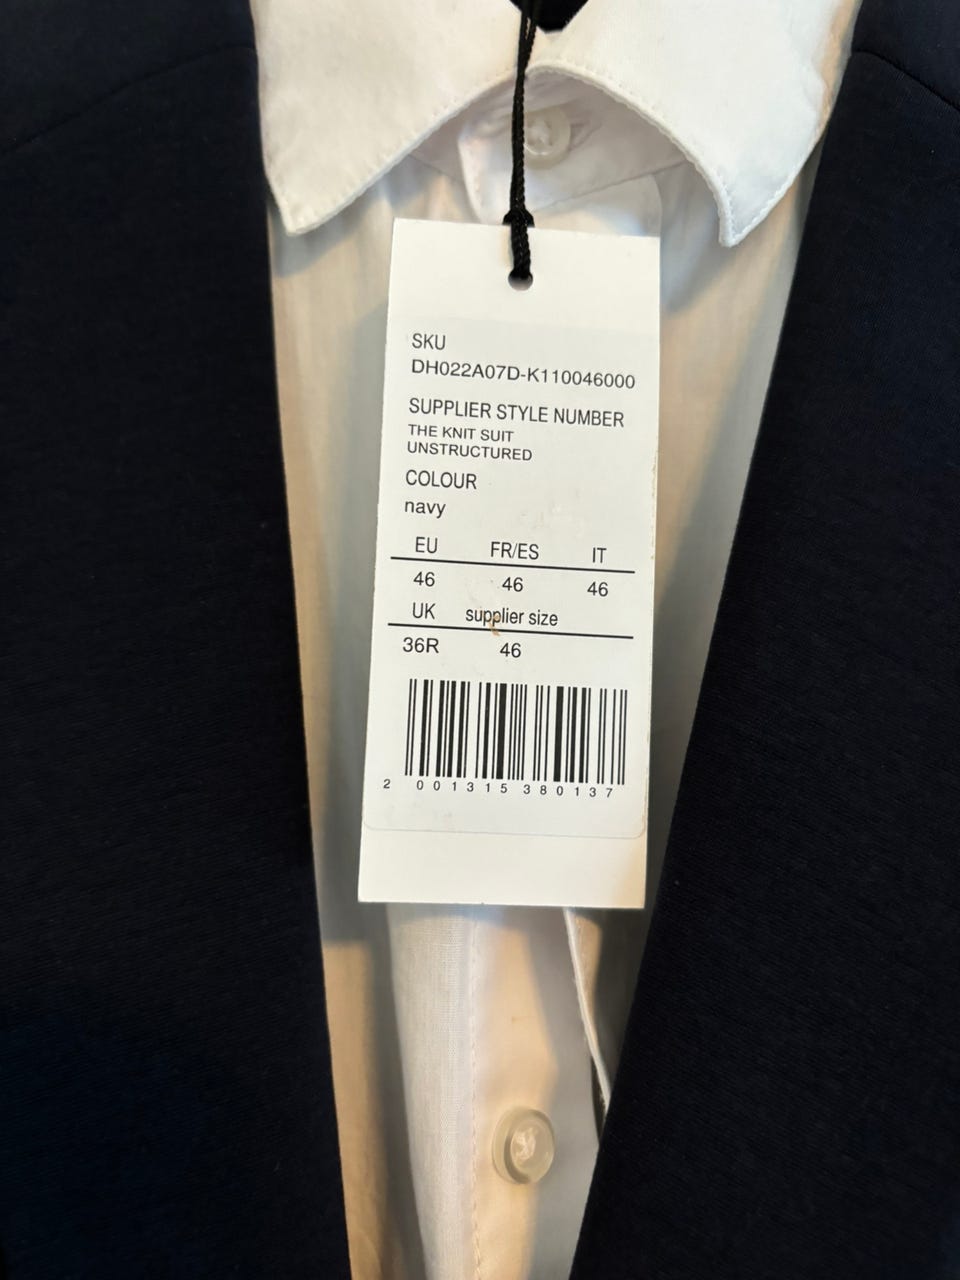 SKU
DH022A07D-K110046000
SUPPLIER STYLE NUMBER
THE KNIT SUIT
UNSTRUCTURED
COLOUR
navy
EU FR/ES IT
46 46 46
UK supplier size
36R 46
2 001315 380137